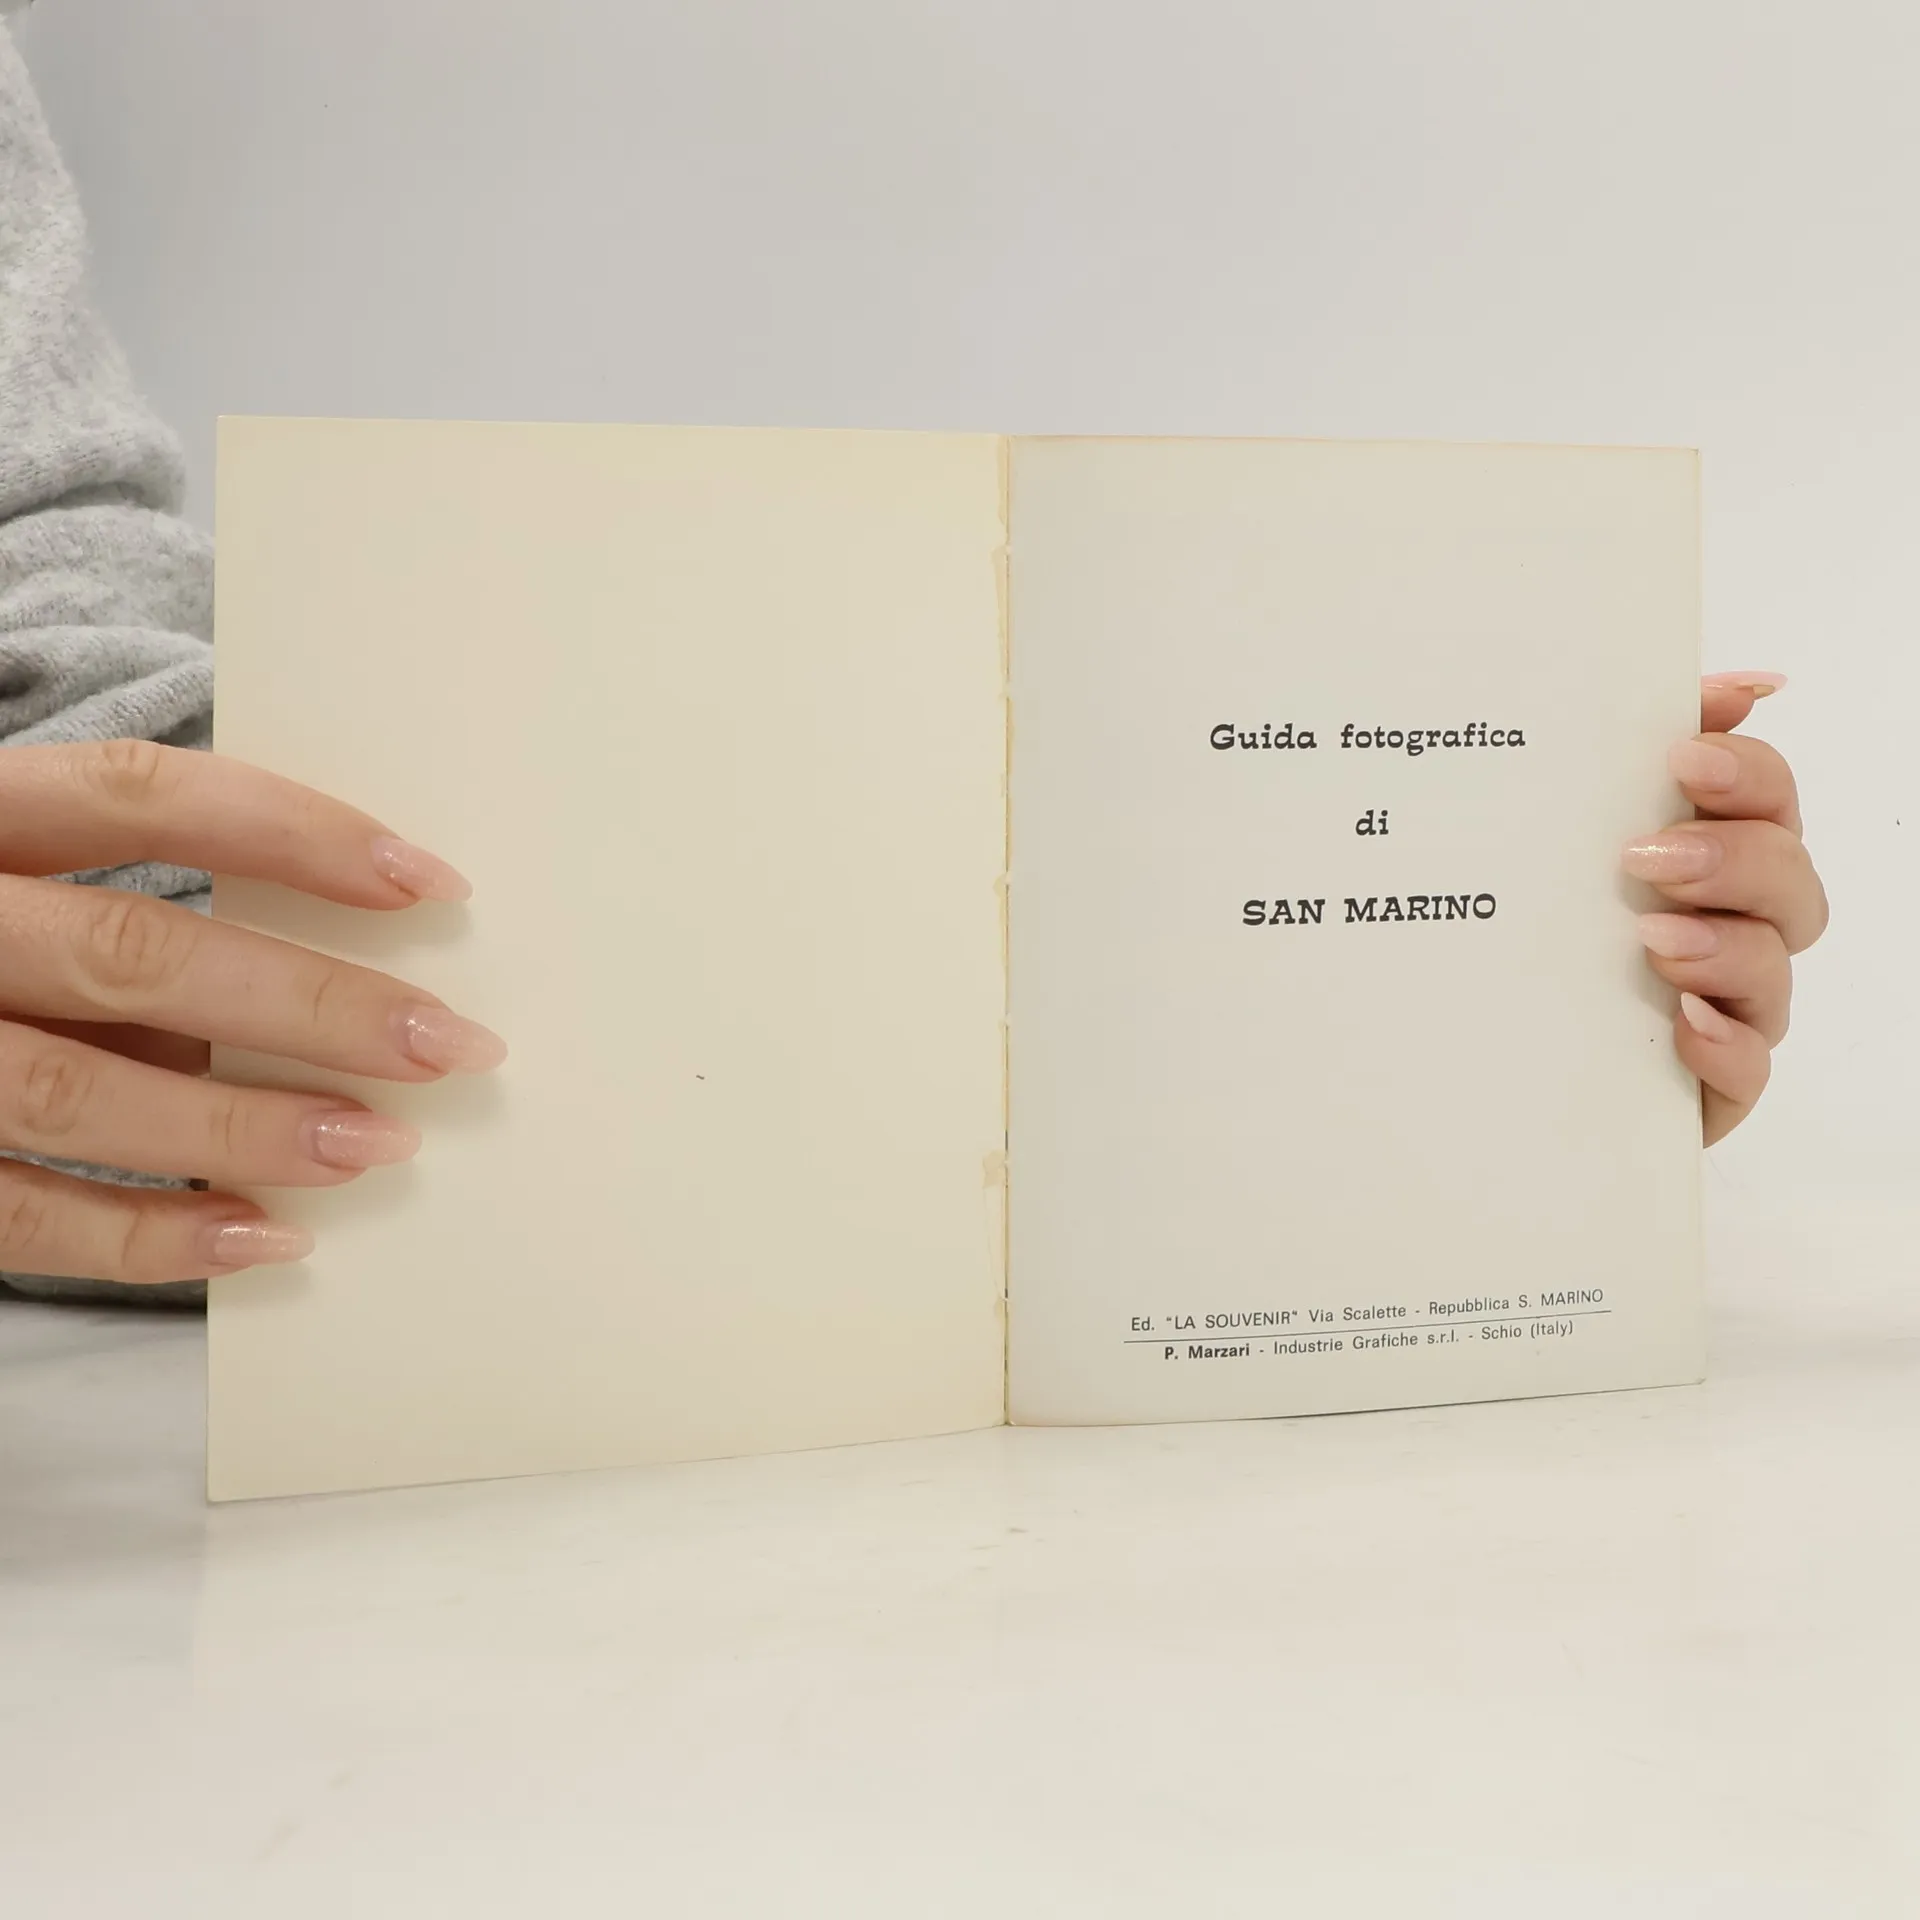 Guida fotografica
di
SAN MARINO
Ed. "LA SOUVENIR" Via Scalette - Repubblica S. MARINO
P. Marzari - Industrie Grafiche s.r.l. - Schio (Italy)